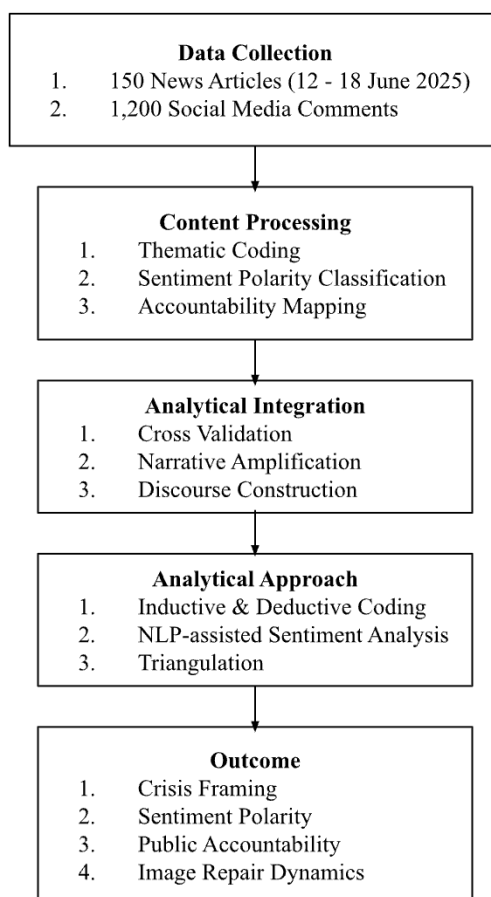 Data Collection
1. 150 News Articles (12 - 18 June 2025)
2. 1,200 Social Media Comments
Content Processing
1. Thematic Coding
2. Sentiment Polarity Classification
3. Accountability Mapping
Analytical Integration
1. Cross Validation
2. Narrative Amplification
3. Discourse Construction
Analytical Approach
1. Inductive & Deductive Coding
2. NLP-assisted Sentiment Analysis
3. Triangulation
Outcome
1. Crisis Framing
2. Sentiment Polarity
3. Public Accountability
4. Image Repair Dynamics